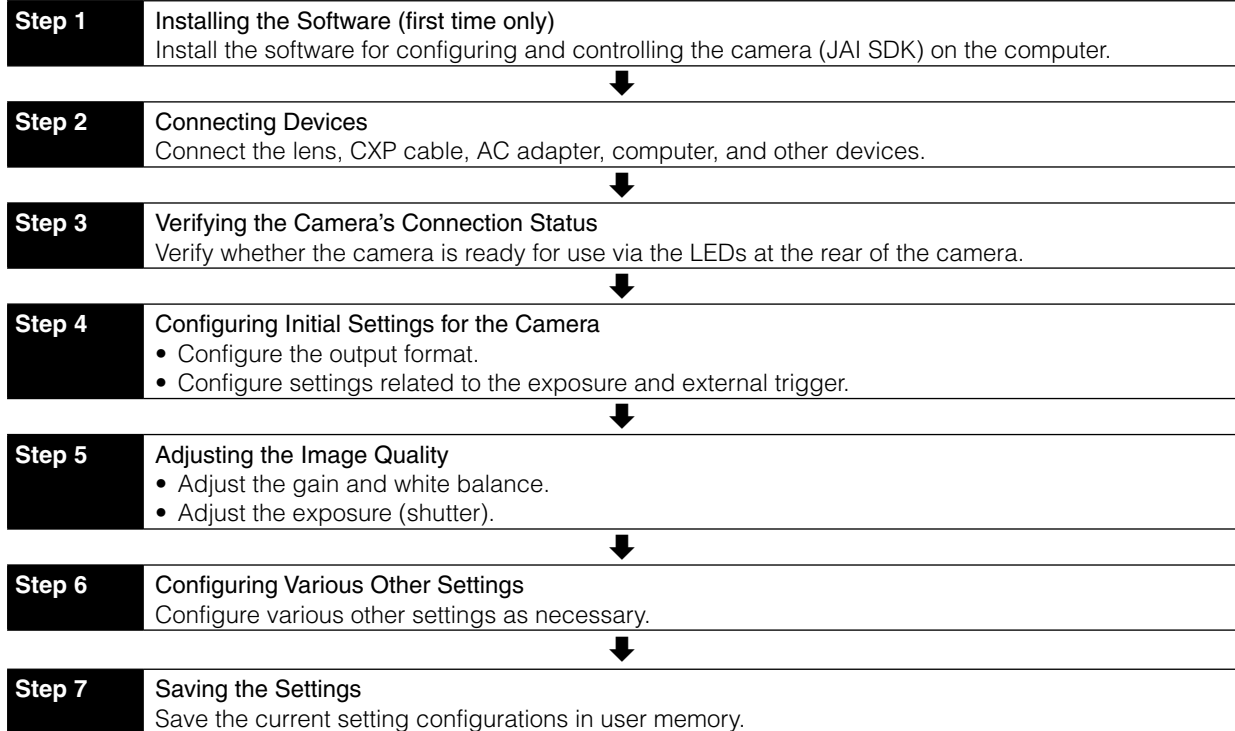 Step 1 Installing the Software (first time only)
Install the software for configuring and controlling the camera (JAI SDK) on the computer.
Step 2 Connecting Devices
Connect the lens, CXP cable, AC adapter, computer, and other devices.
Step 3 Verifying the Camera's Connection Status
Verify whether the camera is ready for use via the LEDs at the rear of the camera.
Step 4 Configuring Initial Settings for the Camera
• Configure the output format.
• Configure settings related to the exposure and external trigger.
Step 5 Adjusting the Image Quality
• Adjust the gain and white balance.
• Adjust the exposure (shutter).
Step 6 Configuring Various Other Settings
Configure various other settings as necessary.
Step 7 Saving the Settings
Save the current setting configurations in user memory.